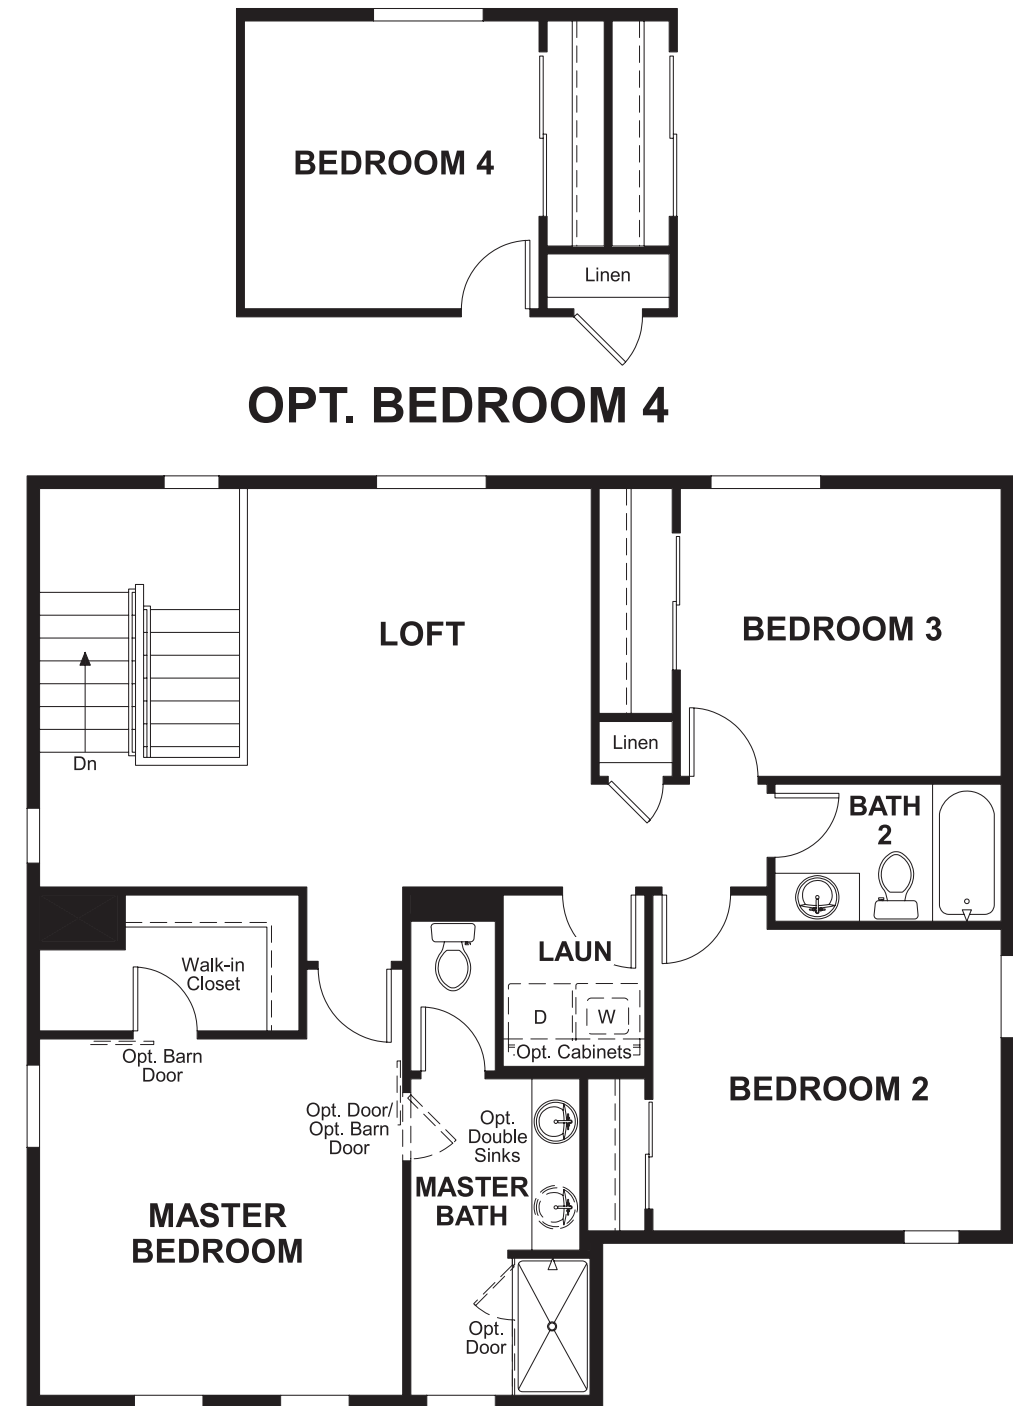 BEDROOM 4
Linen
OPT. BEDROOM 4
LOFT
BEDROOM 3
Linen
Dn
BATH
2
LAUN
Walk-in
Closet
D
W
Opt. Cabinets
Opt. Barn
Door
BEDROOM 2
Opt. Door/
Opt. Barn
Door
Opt.
Double
Sinks
MASTER
BATH
MASTER
BEDROOM
Opt.
Door